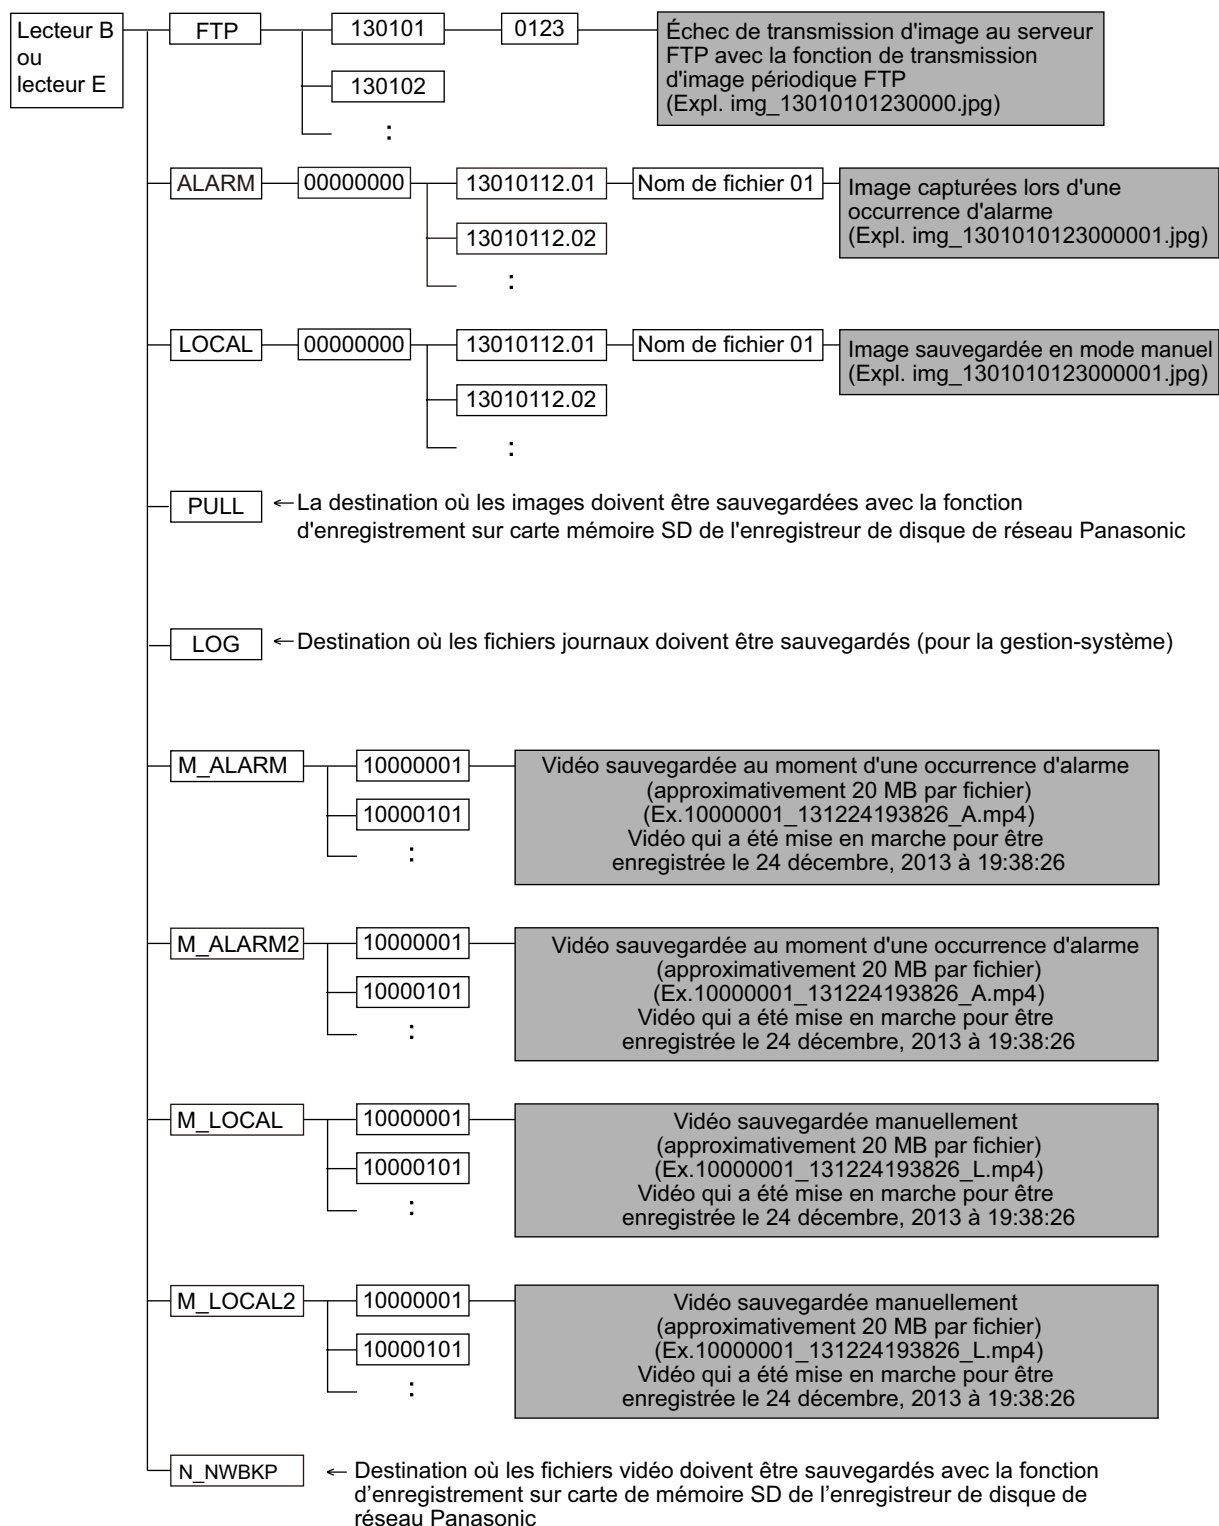 Lecteur B
ou
lecteur E
FTP
130101
0123
Échec de transmission d'image au serveur
FTP avec la fonction de transmission
d'image périodique FTP
(Expl. img_13010101230000.jpg)
130102
:
ALARM
00000000
13010112.01
Nom de fichier 01
Image capturées lors d'une
occurrence d'alarme
(Expl. img_1301010123000001.jpg)
13010112.02
:
LOCAL
00000000
13010112.01
Nom de fichier 01
Image sauvegardée en mode manuel
(Expl. img_1301010123000001.jpg)
13010112.02
:
PULL
←La destination où les images doivent être sauvegardées avec la fonction
d'enregistrement sur carte mémoire SD de l'enregistreur de disque de réseau Panasonic
LOG
←Destination où les fichiers journaux doivent être sauvegardés (pour la gestion-système)
M_ALARM
10000001
Vidéo sauvegardée au moment d'une occurrence d'alarme
(approximativement 20 MB par fichier)
(Ex.10000001_131224193826_A.mp4)
Vidéo qui a été mise en marche pour être
enregistrée le 24 décembre, 2013 à 19:38:26
10000101
:
M_ALARM2
10000001
Vidéo sauvegardée au moment d'une occurrence d'alarme
(approximativement 20 MB par fichier)
(Ex.10000001_131224193826_A.mp4)
Vidéo qui a été mise en marche pour être
enregistrée le 24 décembre, 2013 à 19:38:26
10000101
:
M_LOCAL
10000001
Vidéo sauvegardée manuellement
(approximativement 20 MB par fichier)
(Ex.10000001_131224193826_L.mp4)
Vidéo qui a été mise en marche pour être
enregistrée le 24 décembre, 2013 à 19:38:26
10000101
:
M_LOCAL2
10000001
Vidéo sauvegardée manuellement
(approximativement 20 MB par fichier)
(Ex.10000001_131224193826_L.mp4)
Vidéo qui a été mise en marche pour être
enregistrée le 24 décembre, 2013 à 19:38:26
10000101
:
N_NWBKP
← Destination où les fichiers vidéo doivent être sauvegardés avec la fonction
d’enregistrement sur carte de mémoire SD de l’enregistreur de disque de
réseau Panasonic